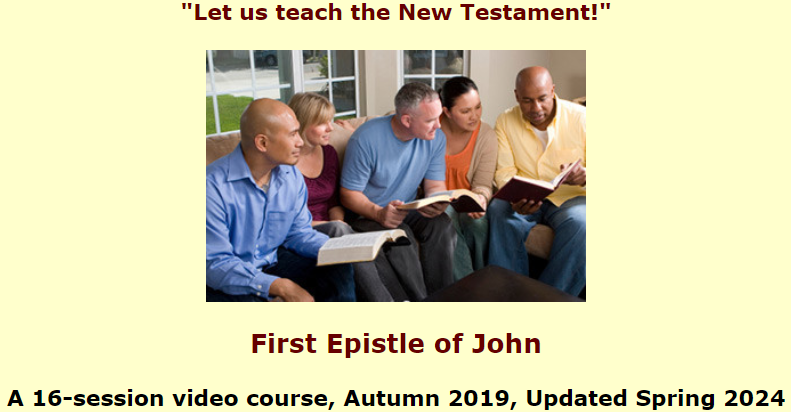 "Let us teach the New Testament!"
First Epistle of John
A 16-session video course, Autumn 2019, Updated Spring 2024